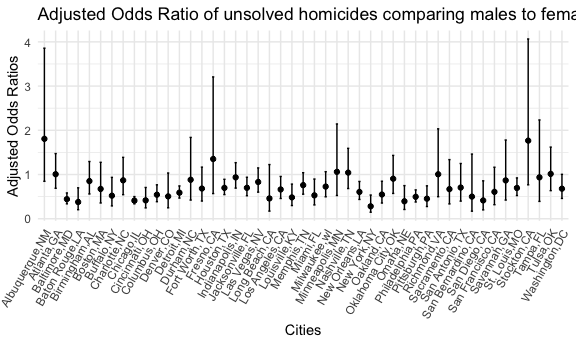 Adjusted Odds Ratio of unsolved homicides comparing males to fema
Adjusted Odds Ratios
4
3
2
1
0
Albuquerque, NM
Atlanta, GA
Baltimore, MD
Baton Rouge, LA
Birmingham, AL
Boston, MA
Buffalo, NY
Charlotte, NC
Chicago, IL
Cincinnati, OH
Columbus, OH
Denver, CO
Detroit, MI
Durham, NC
Fort Worth, TX
Fresno, CA
Houston, TX
Indianapolis, IN
Jacksonville, FL
Las Vegas, NV
Long Beach, CA
Los Angeles, CA
Louisville, KY
Memphis, TN
Miami, FL
Milwaukee, wI
Minneapolis, MN
Nashville, TN
New Orleans, LA
New York, NY
Oakland, CA
Oklahoma City, OK
Omaha, NE
Philadelphia, PA
Pittsburgh, PA
Richmond, VA
Sacramento, CA
San Antonio, TX
San Bernardino, CA
San Diego, CA
San Francisco, CA
Savannah, GA
St. Louis, MO
Stockton, CA
Tampa, FL
Tulsa, OK
Washington, DC
Cities